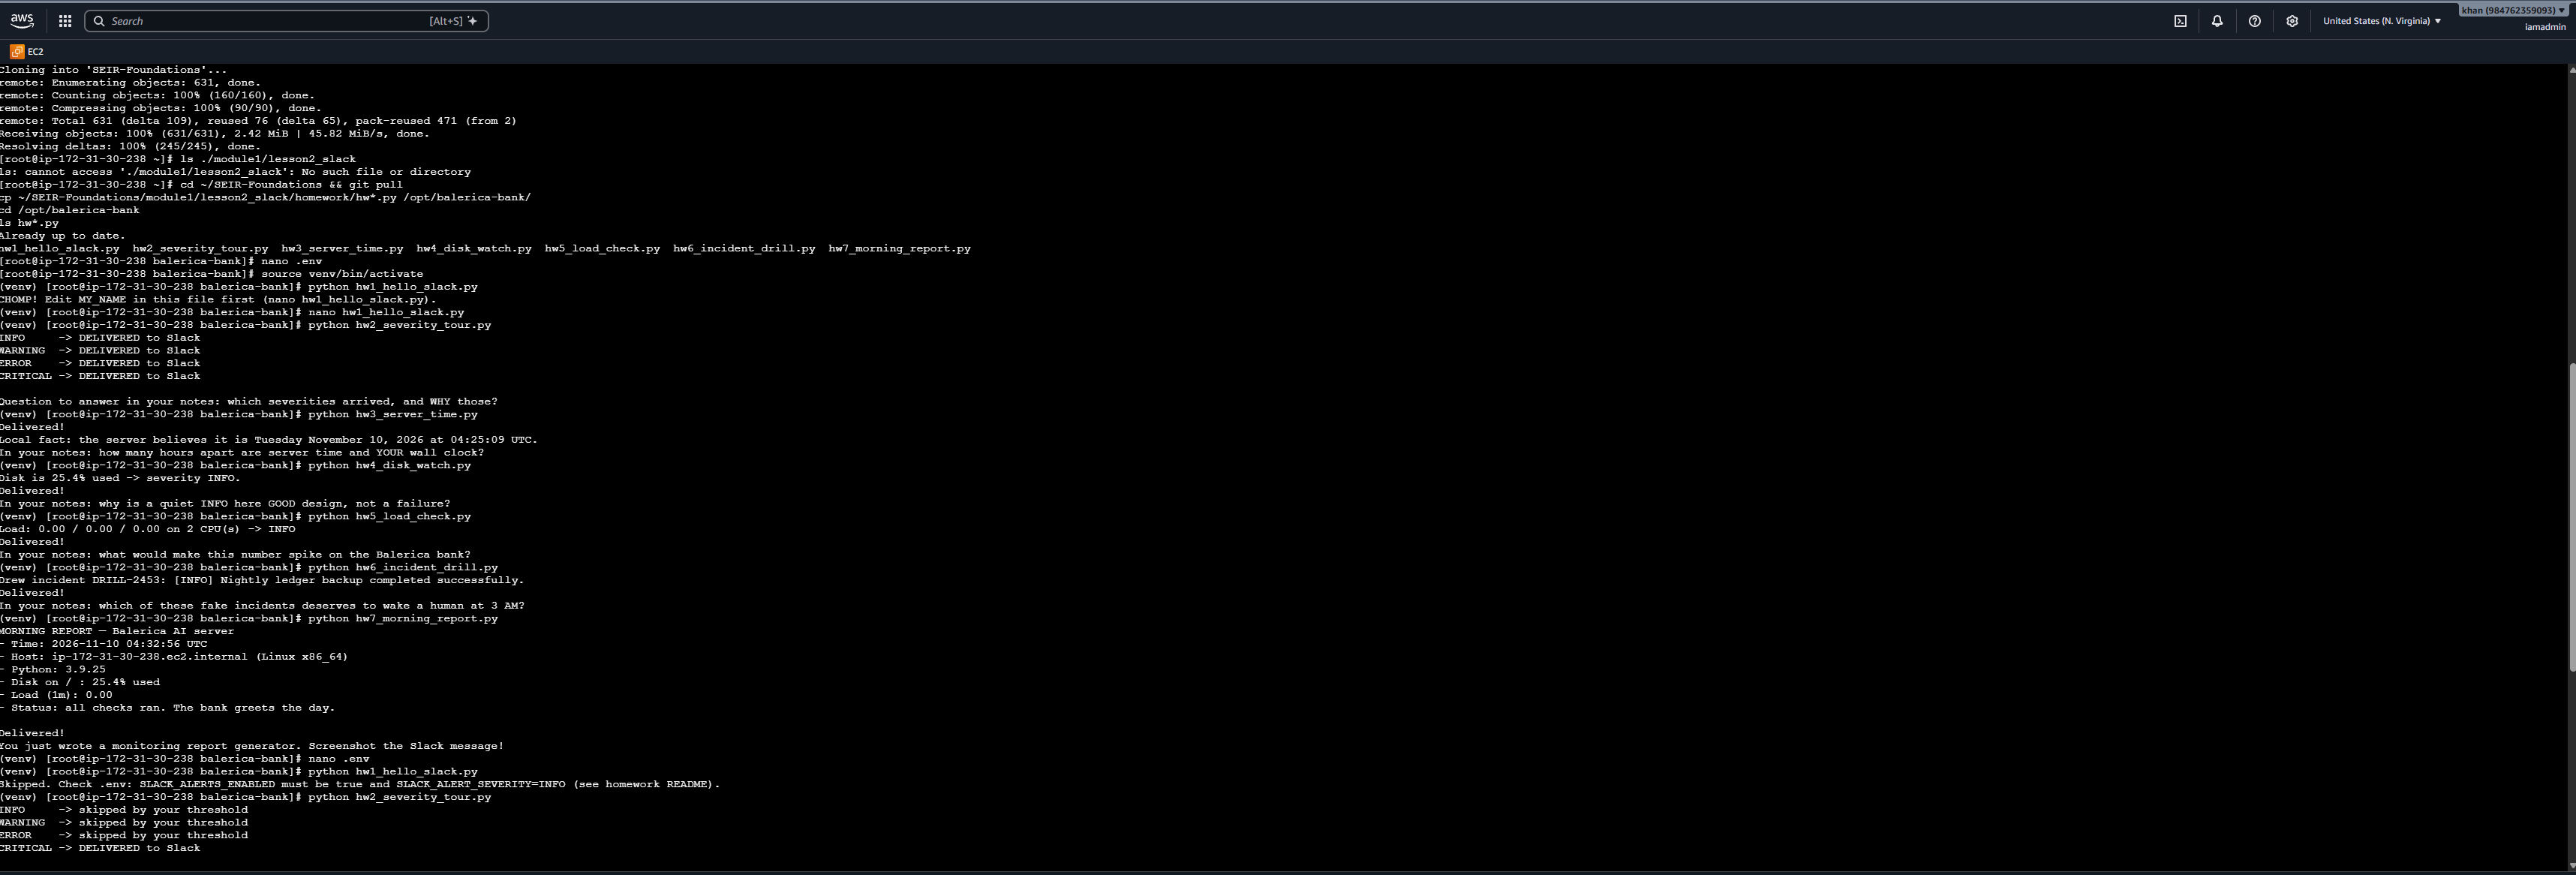 aws
Search
[Alt+S]
United States (N. Virginia)
khan (984762359093)
iamadmin
EC2
Cloning into 'SEIR-Foundations'...
remote: Enumerating objects: 631, done.
remote: Counting objects: 100% (160/160), done.
remote: Compressing objects: 100% (90/90), done.
remote: Total 631 (delta 109), reused 76 (delta 65), pack-reused 471 (from 2)
Receiving objects: 100% (631/631), 2.42 MiB | 45.82 MiB/s, done.
Resolving deltas: 100% (245/245), done.
[root@ip-172-31-30-238 ~]# ls ./module1/lesson2_slack
ls: cannot access './module1/lesson2_slack': No such file or directory
[root@ip-172-31-30-238 ~]# cd ~/SEIR-Foundations && git pull
cp ~/SEIR-Foundations/module1/lesson2_slack/homework/hw*.py /opt/balerica-bank/
cd /opt/balerica-bank
ls hw*.py
Already up to date.
hw1_hello_slack.py  hw2_severity_tour.py  hw3_server_time.py  hw4_disk_watch.py  hw5_load_check.py  hw6_incident_drill.py  hw7_morning_report.py
[root@ip-172-31-30-238 balerica-bank]# nano .env
[root@ip-172-31-30-238 balerica-bank]# source venv/bin/activate
(venv) [root@ip-172-31-30-238 balerica-bank]# python hw1_hello_slack.py
CHOMP! Edit MY_NAME in this file first (nano hw1_hello_slack.py).
(venv) [root@ip-172-31-30-238 balerica-bank]# nano hw1_hello_slack.py
(venv) [root@ip-172-31-30-238 balerica-bank]# python hw2_severity_tour.py
INFO     -> DELIVERED to Slack
WARNING  -> DELIVERED to Slack
ERROR    -> DELIVERED to Slack
CRITICAL -> DELIVERED to Slack
Question to answer in your notes: which severities arrived, and WHY those?
(venv) [root@ip-172-31-30-238 balerica-bank]# python hw3_server_time.py
Delivered!
Local fact: the server believes it is Tuesday November 10, 2026 at 04:25:09 UTC.
In your notes: how many hours apart are server time and YOUR wall clock?
(venv) [root@ip-172-31-30-238 balerica-bank]# python hw4_disk_watch.py
Disk is 25.4% used -> severity INFO.
Delivered!
In your notes: why is a quiet INFO here GOOD design, not a failure?
(venv) [root@ip-172-31-30-238 balerica-bank]# python hw5_load_check.py
Load: 0.00 / 0.00 / 0.00 on 2 CPU(s) -> INFO
Delivered!
In your notes: what would make this number spike on the Balerica bank?
(venv) [root@ip-172-31-30-238 balerica-bank]# python hw6_incident_drill.py
Drew incident DRILL-2453: [INFO] Nightly ledger backup completed successfully.
Delivered!
In your notes: which of these fake incidents deserves to wake a human at 3 AM?
(venv) [root@ip-172-31-30-238 balerica-bank]# python hw7_morning_report.py
MORNING REPORT — Balerica AI server
- Time: 2026-11-10 04:32:56 UTC
- Host: ip-172-31-30-238.ec2.internal (Linux x86_64)
- Python: 3.9.25
- Disk on / : 25.4% used
- Load (1m): 0.00
- Status: all checks ran. The bank greets the day.
Delivered!
You just wrote a monitoring report generator. Screenshot the Slack message!
(venv) [root@ip-172-31-30-238 balerica-bank]# nano .env
(venv) [root@ip-172-31-30-238 balerica-bank]# python hw1_hello_slack.py
Skipped. Check .env: SLACK_ALERTS_ENABLED must be true and SLACK_ALERT_SEVERITY=INFO (see homework README).
(venv) [root@ip-172-31-30-238 balerica-bank]# python hw2_severity_tour.py
INFO     -> skipped by your threshold
WARNING  -> skipped by your threshold
ERROR    -> skipped by your threshold
CRITICAL -> DELIVERED to Slack